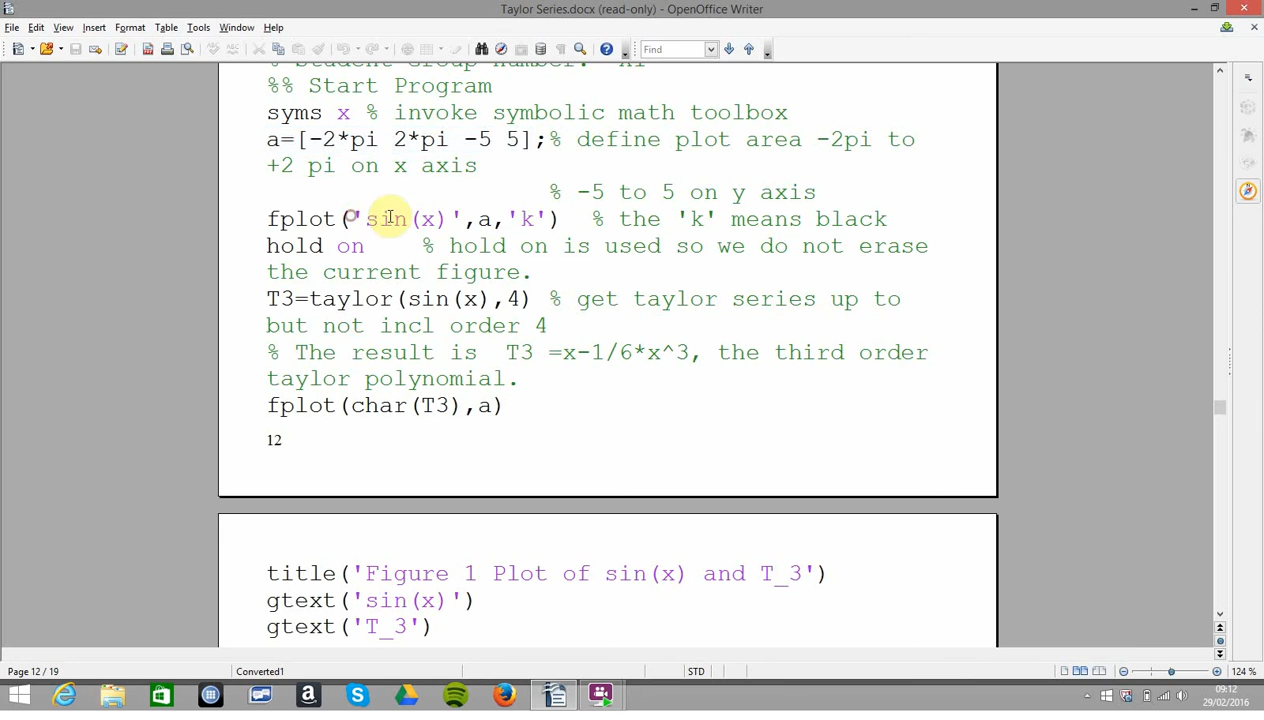 Taylor Series.docx (read-only) - OpenOffice Writer
File Edit View Insert Format Table Tools Window Help
Find
%% Start Program
syms x % invoke symbolic math toolbox
a=[-2*pi 2*pi -5 5];% define plot area -2pi to
+2 pi on x axis
% -5 to 5 on y axis
fplot('sin(x)',a,'k') % the 'k' means black
hold on % hold on is used so we do not erase
the current figure.
T3=taylor(sin(x),4) % get taylor series up to
but not incl order 4
% The result is T3 =x-1/6*x^3, the third order
taylor polynomial.
fplot(char(T3),a)
12
title('Figure 1 Plot of sin(x) and T_3')
gtext('sin(x)')
gtext('T_3')
Page 12 / 19 Converted1 STD 124 %
09:12
29/02/2016